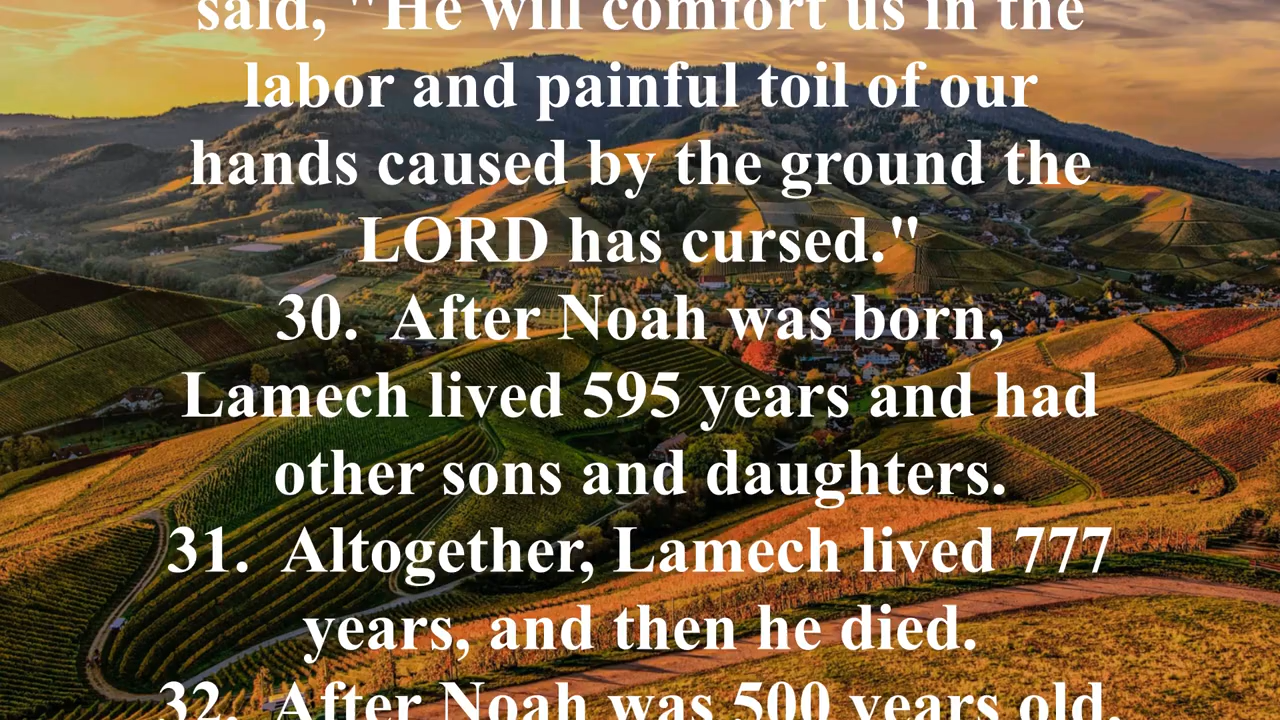 said, "He will comfort us in the
labor and painful toil of our
hands caused by the ground the
LORD has cursed."
30.  After Noah was born,
Lamech lived 595 years and had
other sons and daughters.
31.  Altogether, Lamech lived 777
years, and then he died.
32.  After Noah was 500 years old,